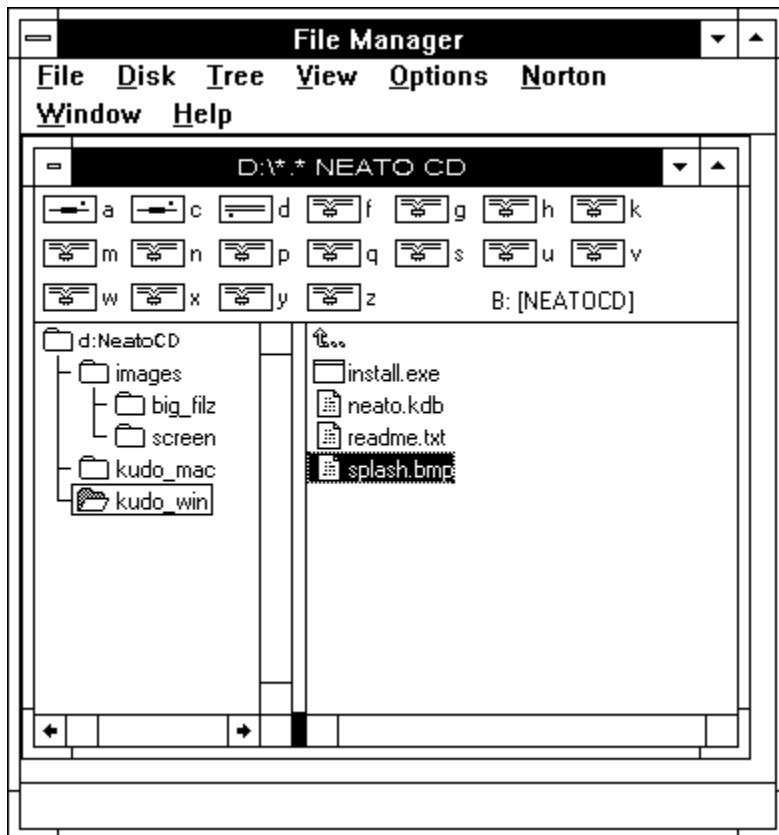 File Manager
File Disk Tree View Options Norton
Window Help
D:\*.* NEATO CD
a c d f g h k
m n p q s u v
w x y z B: [NEATOCD]
d:NeatoCD
images
big_filz
screen
kudo_mac
kudo_win
..
install.exe
neato.kdb
readme.txt
splash.bmp